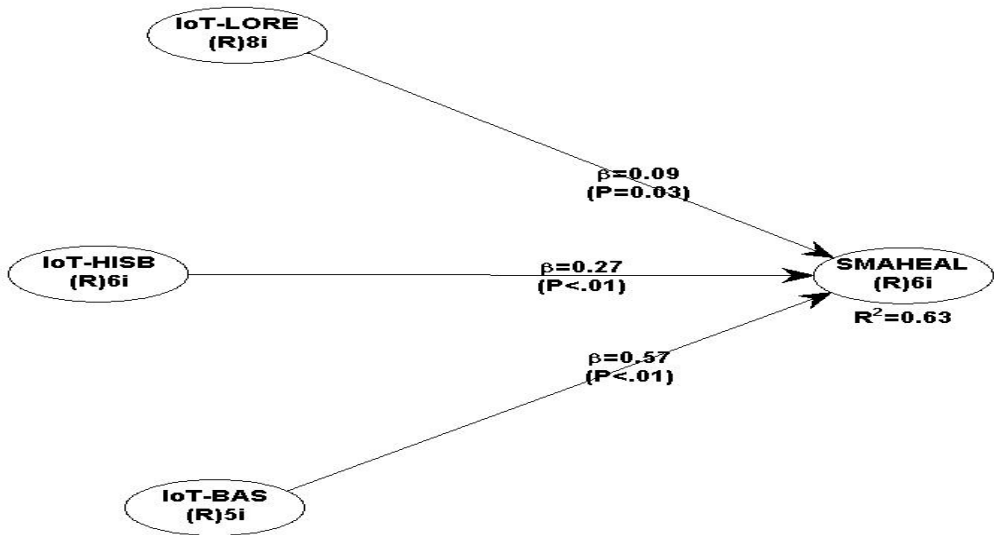 IoT-LORE
(R)8i
β=0.09
(P=0.03)
IoT-HISB
(R)6i
β=0.27
(P<.01)
SMAHEAL
(R)6i
R²=0.63
β=0.57
(P<.01)
IoT-BAS
(R)5i